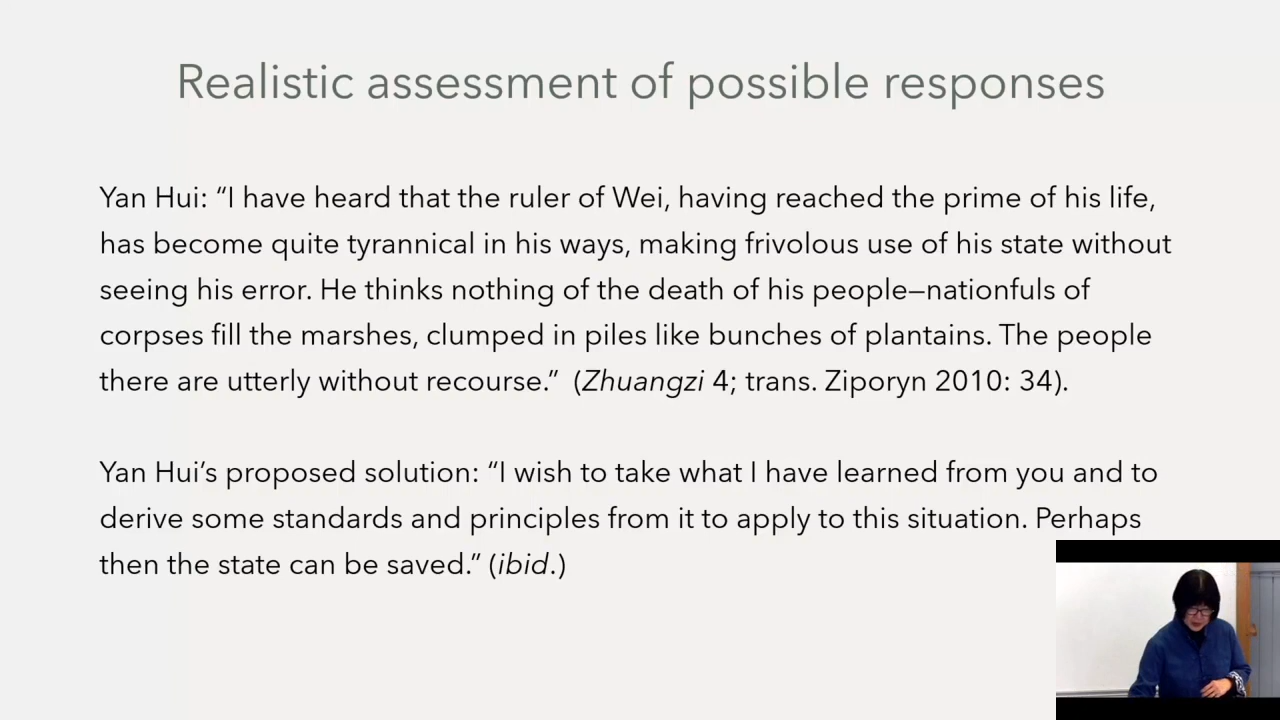 Realistic assessment of possible responses
Yan Hui: “I have heard that the ruler of Wei, having reached the prime of his life,
has become quite tyrannical in his ways, making frivolous use of his state without
seeing his error. He thinks nothing of the death of his people—nationfuls of
corpses fill the marshes, clumped in piles like bunches of plantains. The people
there are utterly without recourse.”  (Zhuangzi 4; trans. Ziporyn 2010: 34).
Yan Hui’s proposed solution: “I wish to take what I have learned from you and to
derive some standards and principles from it to apply to this situation. Perhaps
then the state can be saved.” (ibid.)